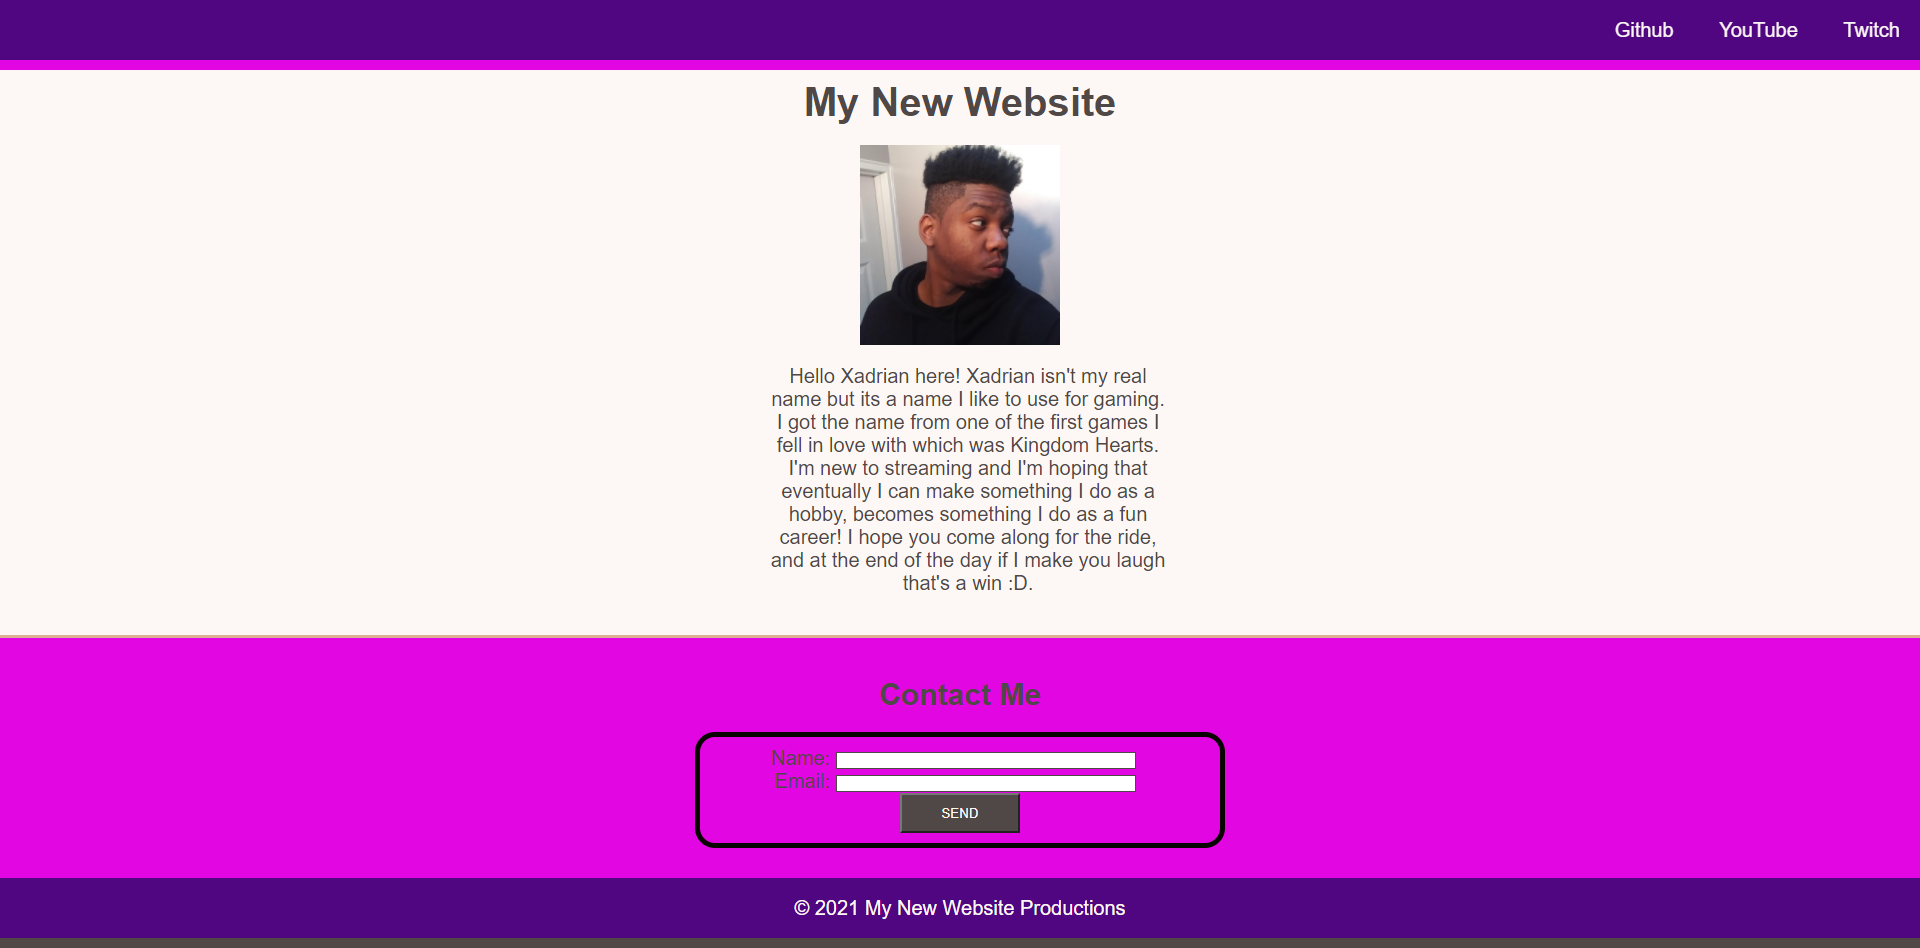 Github YouTube Twitch
My New Website
Hello Xadrian here! Xadrian isn't my real
name but its a name I like to use for gaming.
I got the name from one of the first games I
fell in love with which was Kingdom Hearts.
I'm new to streaming and I'm hoping that
eventually I can make something I do as a
hobby, becomes something I do as a fun
career! I hope you come along for the ride,
and at the end of the day if I make you laugh
that's a win :D.
Contact Me
Name:
Email:
SEND
© 2021 My New Website Productions